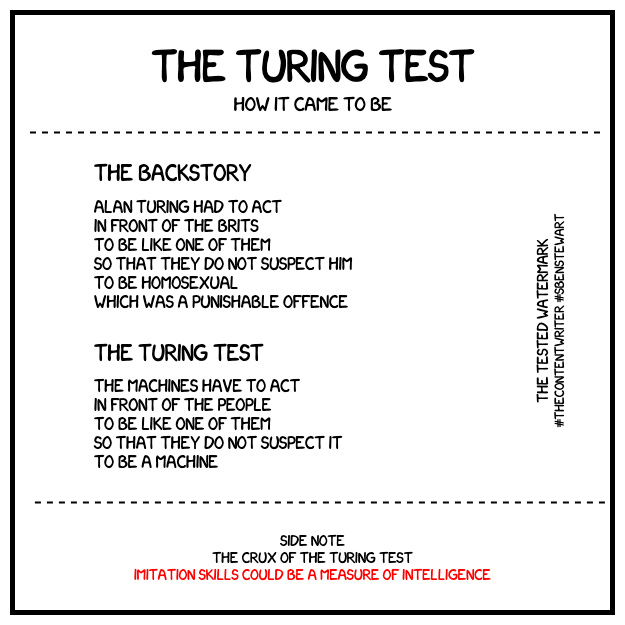 THE TURING TEST
HOW IT CAME TO BE
THE BACKSTORY
ALAN TURING HAD TO ACT
IN FRONT OF THE BRITS
TO BE LIKE ONE OF THEM
SO THAT THEY DO NOT SUSPECT HIM
TO BE HOMOSEXUAL
WHICH WAS A PUNISHABLE OFFENCE
THE TURING TEST
THE MACHINES HAVE TO ACT
IN FRONT OF THE PEOPLE
TO BE LIKE ONE OF THEM
SO THAT THEY DO NOT SUSPECT IT
TO BE A MACHINE
THE TESTED WATERMARK
#THECONTENTWRITER #SBENSTEWART
SIDE NOTE
THE CRUX OF THE TURING TEST
IMITATION SKILLS COULD BE A MEASURE OF INTELLIGENCE